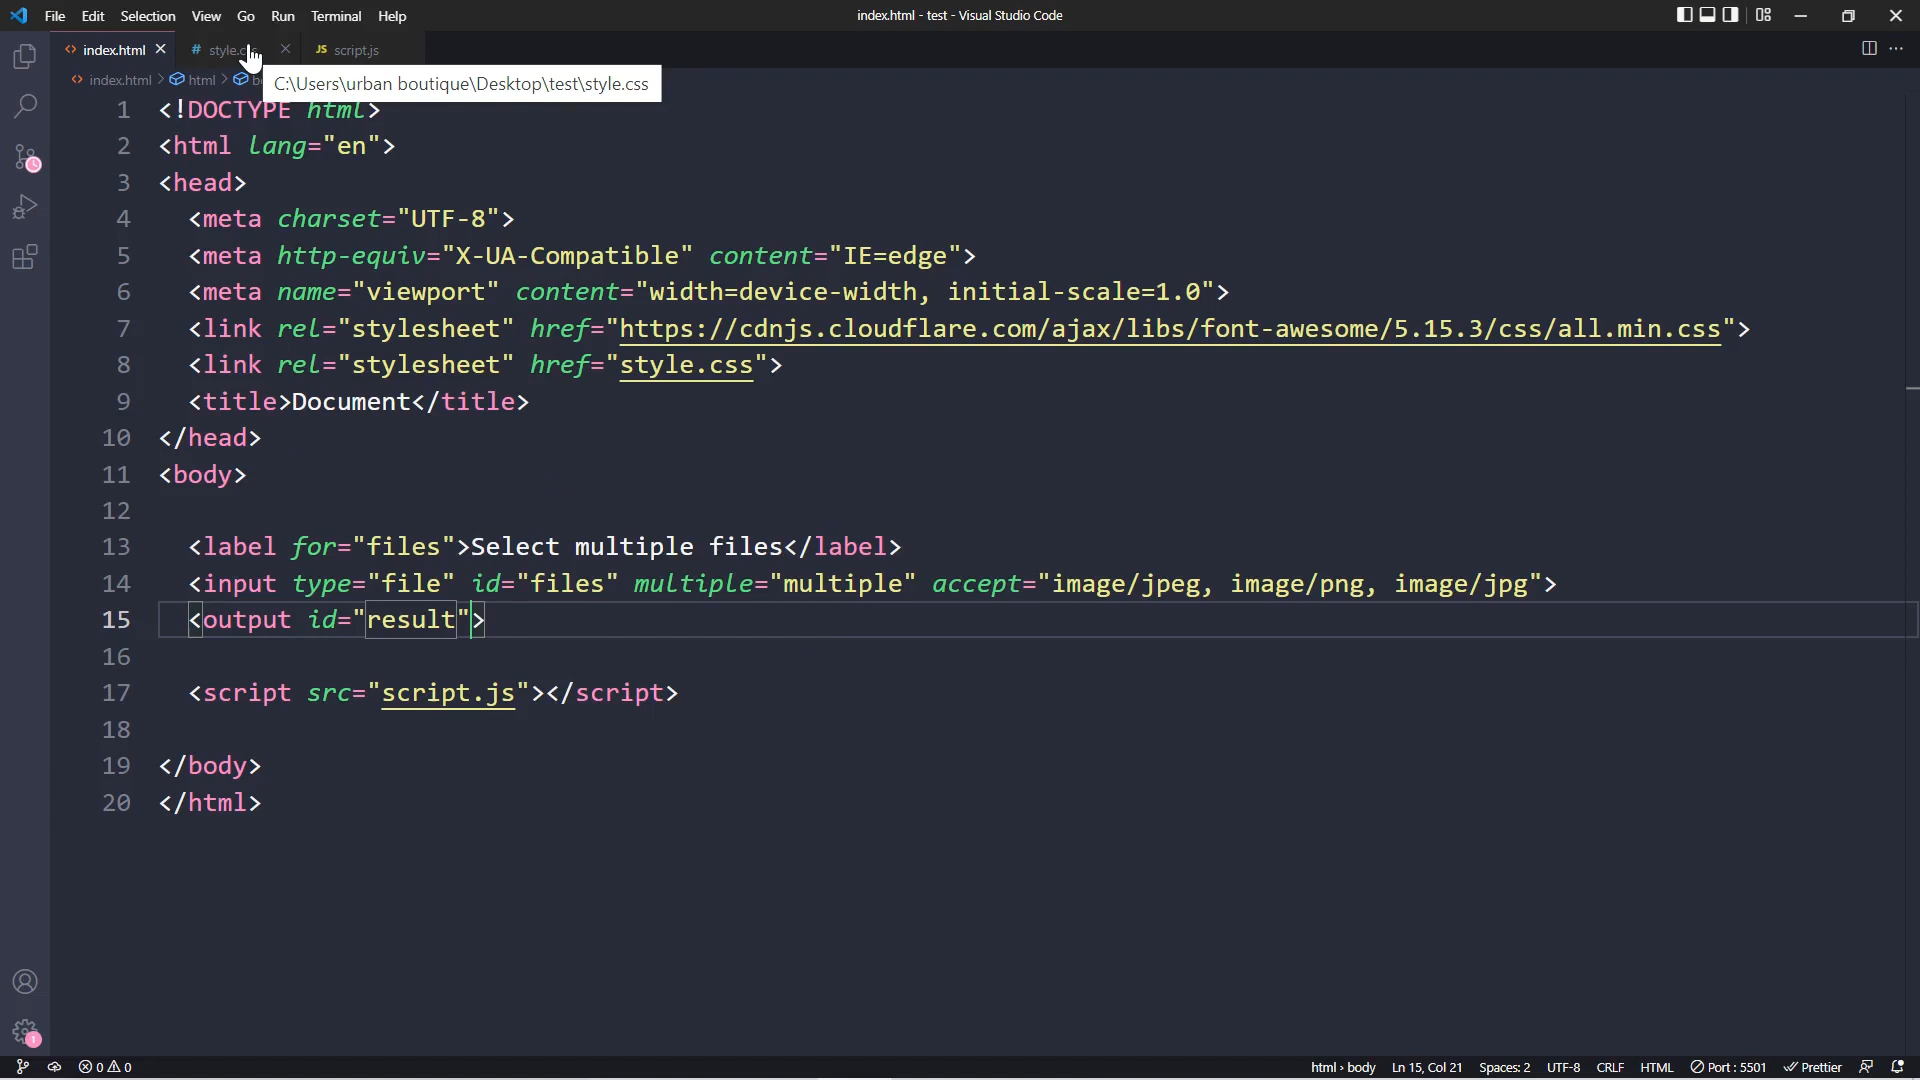 File Edit Selection View Go Run Terminal Help index.html - test - Visual Studio Code
index.html # JS script.js
index.html > html >
C:\Users\urban boutique\Desktop\test\style.css
1 <!DOCTYPE html>
2 <html lang="en">
3 <head>
4 <meta charset="UTF-8">
5 <meta http-equiv="X-UA-Compatible" content="IE=edge">
6 <meta name="viewport" content="width=device-width, initial-scale=1.0">
7 <link rel="stylesheet" href="https://cdnjs.cloudflare.com/ajax/libs/font-awesome/5.15.3/css/all.min.css">
8 <link rel="stylesheet" href="style.css">
9 <title>Document</title>
10 </head>
11 <body>
12
13 <label for="files">Select multiple files</label>
14 <input type="file" id="files" multiple="multiple" accept="image/jpeg, image/png, image/jpg">
15 <output id="result">
16
17 <script src="script.js"></script>
18
19 </body>
20 </html>
1
0 0 html › body Ln 15, Col 21 Spaces: 2 UTF-8 CRLF HTML Port : 5501 Prettier